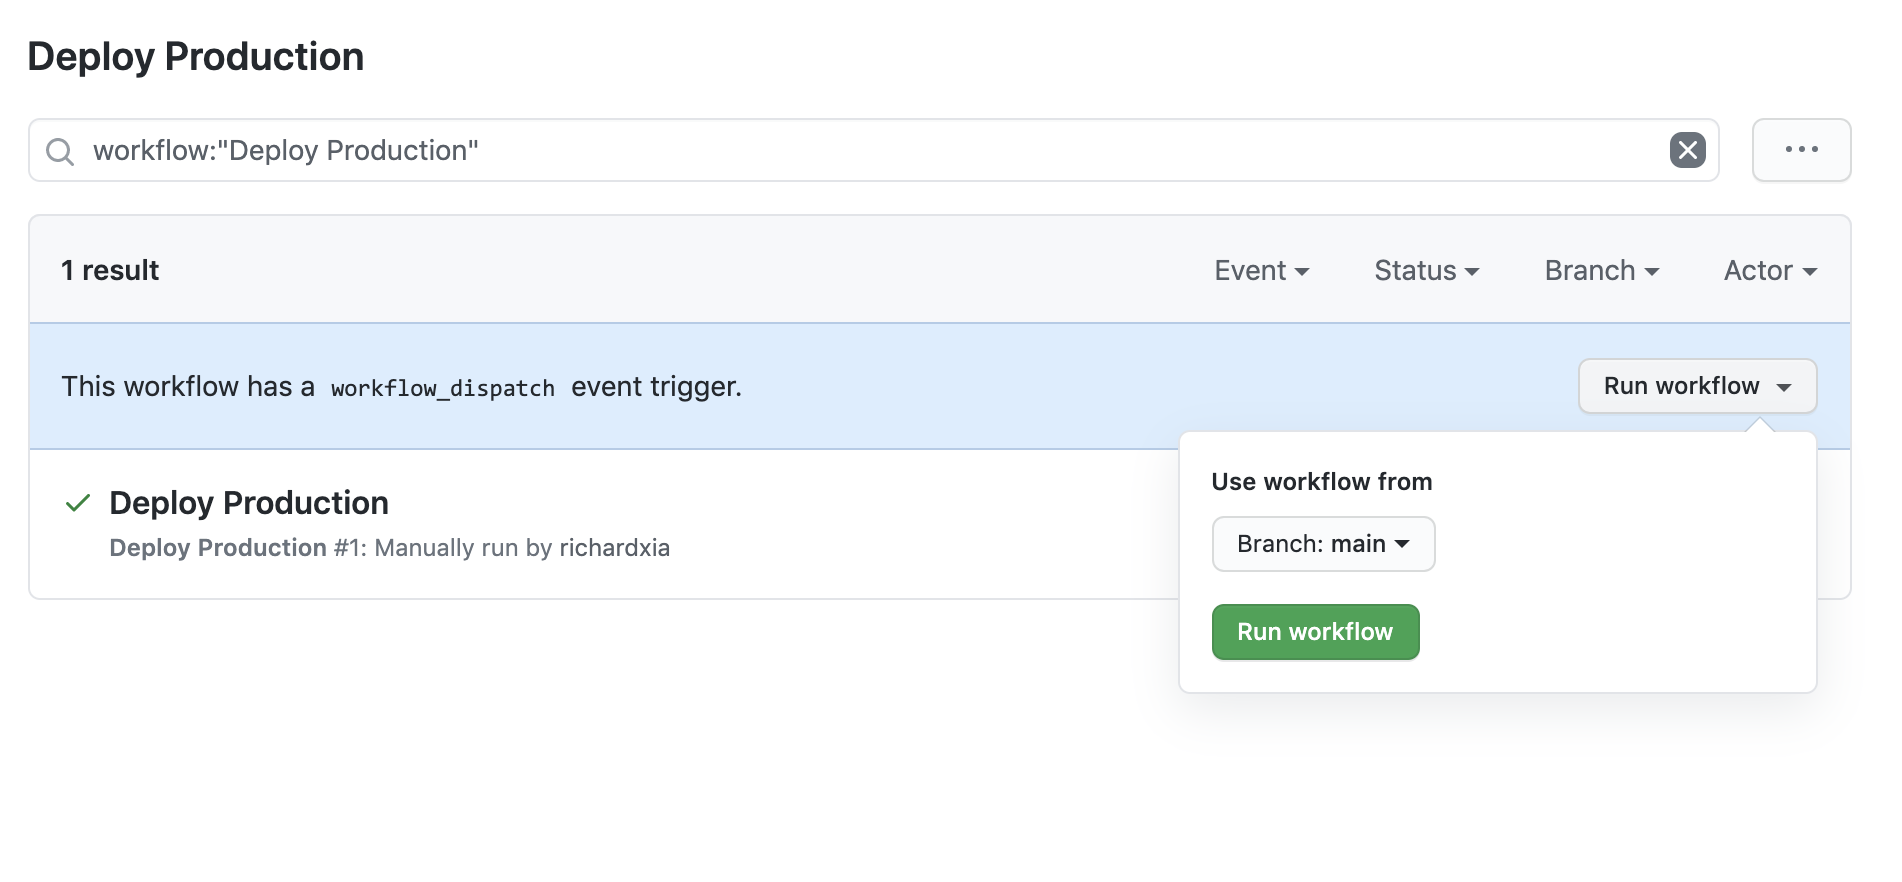 Deploy Production
workflow:"Deploy Production"
1 result
Event
Status
Branch
Actor
This workflow has a workflow_dispatch event trigger.
Run workflow
Use workflow from
Branch: main
Run workflow
Deploy Production
Deploy Production #1: Manually run by richardxia